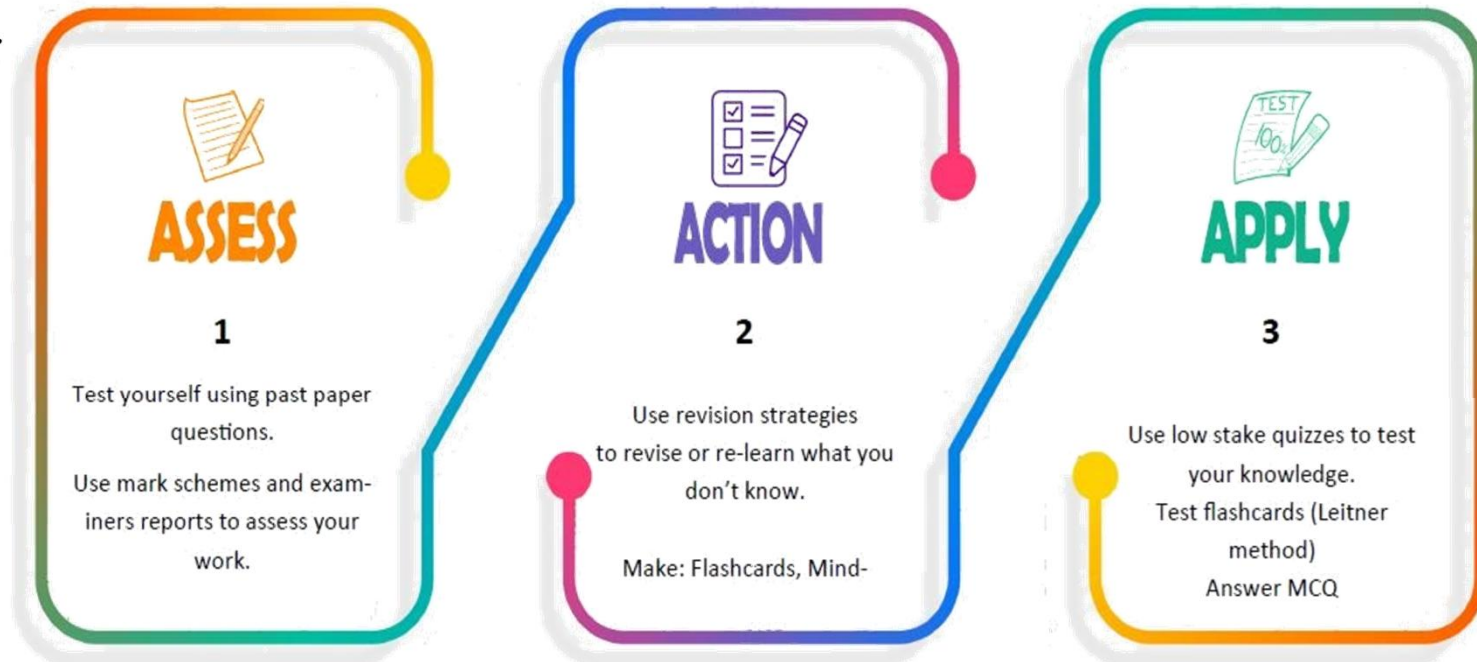 TEST
100%
ASSESS
ACTION
APPLY
1
Test yourself using past paper
questions.
Use mark schemes and exam-
iners reports to assess your
work.
2
Use revision strategies
to revise or re-learn what you
don’t know.
Make: Flashcards, Mind-
3
Use low stake quizzes to test
your knowledge.
Test flashcards (Leitner
method)
Answer MCQ